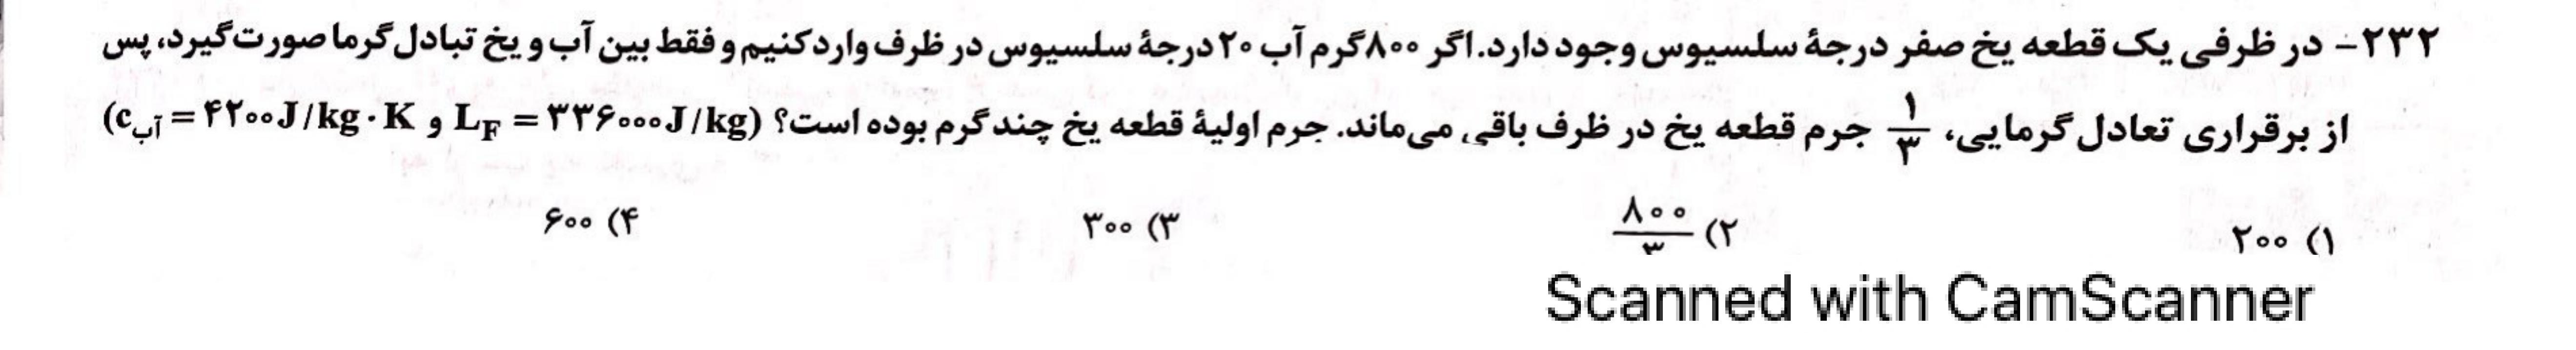 ۲۳۲- در ظرفی یک قطعه یخ صفر درجهٔ سلسیوس وجود دارد. اگر ۸۰۰ گرم آب ۲۰ درجهٔ سلسیوس در ظرف وارد کنیم و فقط بین آب و یخ تبادل گرما صورت گیرد، پس
از برقراری تعادل گرمایی، ۱/۳ جرم قطعه یخ در ظرف باقی می‌ماند. جرم اولیهٔ قطعه یخ چند گرم بوده است؟ (L_F = ۳۳۶۰۰۰J/kg و c_آب = ۴۲۰۰J/kg·K)
۱) ۲۰۰ ۲) ۸۰۰/۳ ۳) ۳۰۰ ۴) ۶۰۰
Scanned with CamScanner